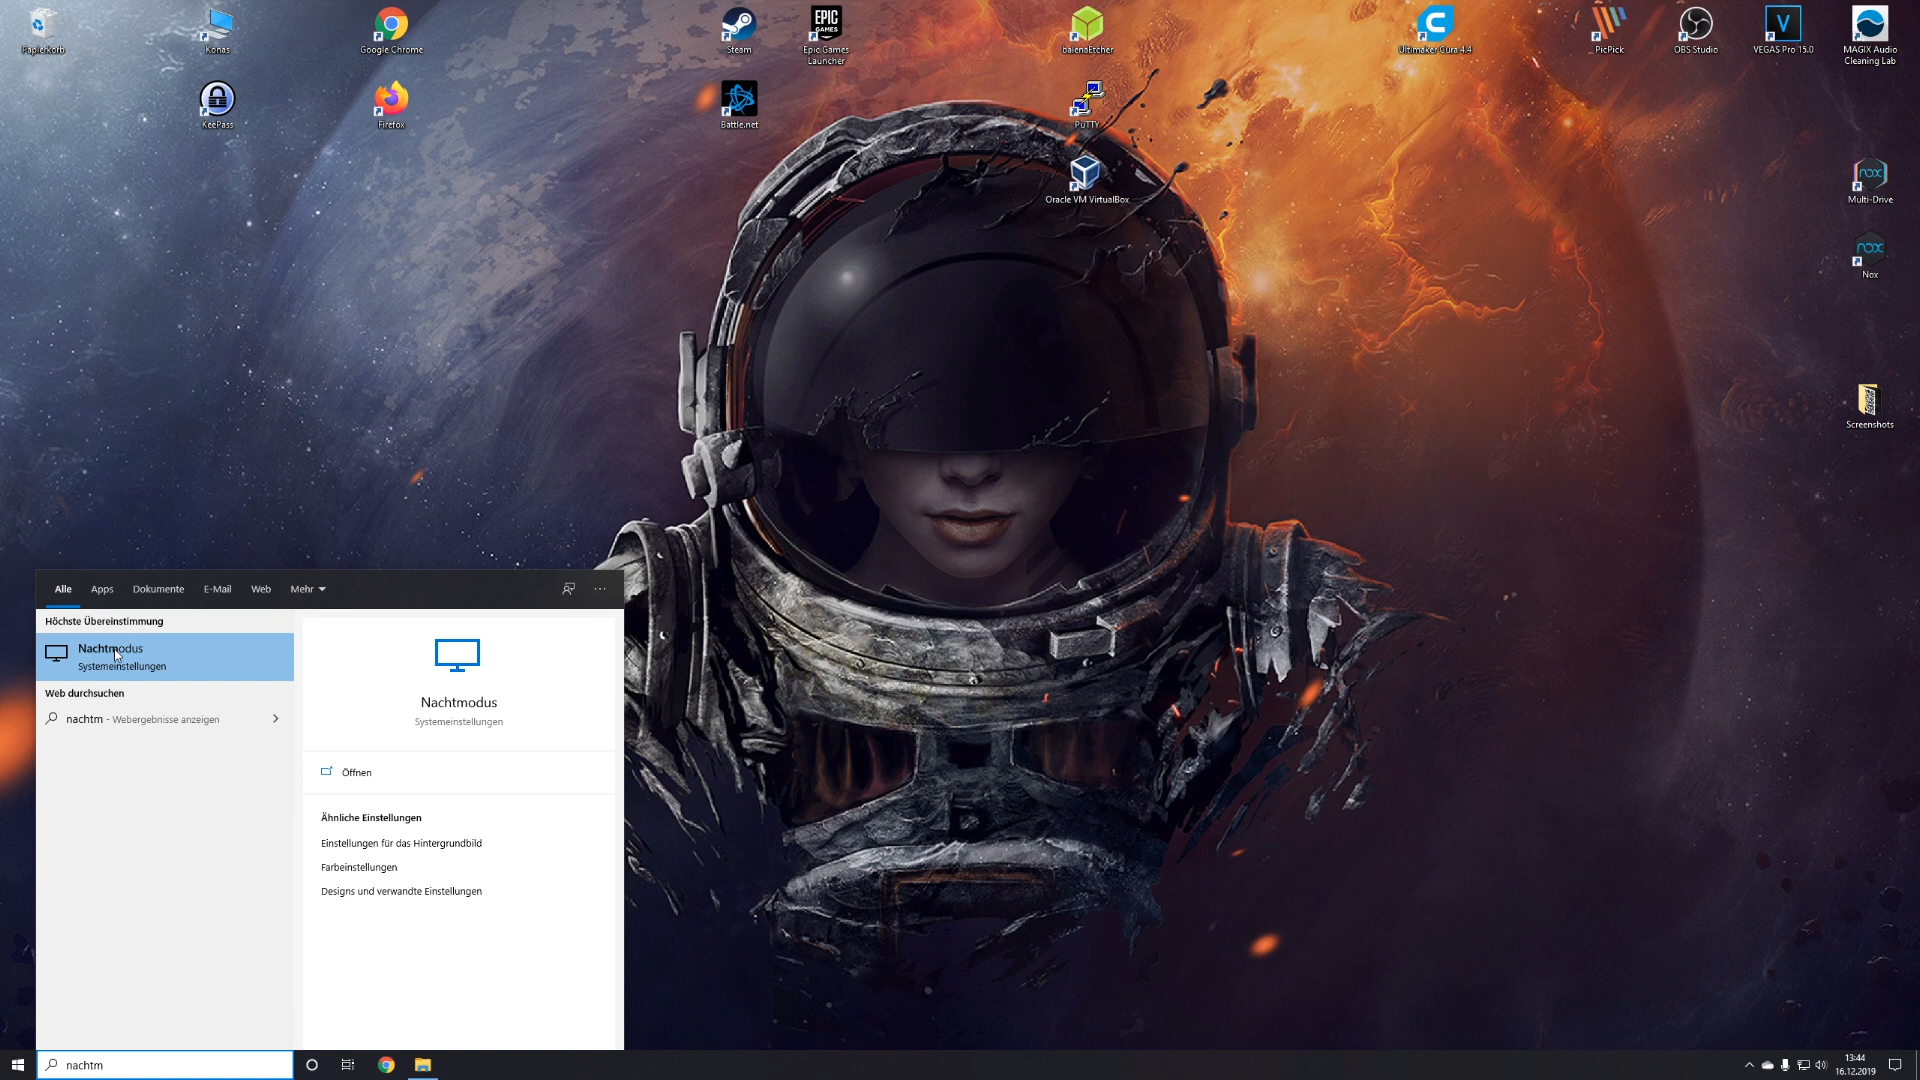 Papierkorb
Konas
Google Chrome
Steam
EPIC
GAMES
Epic Games
Launcher
balenaEtcher
Ultimaker Cura 4.4
PicPick
OBS Studio
V
VEGAS Pro 15.0
MAGIX Audio
Cleaning Lab
KeePass
Firefox
Battle.net
PuTTY
Oracle VM VirtualBox
nox
Multi-Drive
nox
Nox
Screenshots
Alle
Apps
Dokumente
E-Mail
Web
Mehr
Höchste Übereinstimmung
Nachtmodus
Systemeinstellungen
Web durchsuchen
nachtm - Webergebnisse anzeigen
Nachtmodus
Systemeinstellungen
Öffnen
Ähnliche Einstellungen
Einstellungen für das Hintergrundbild
Farbeinstellungen
Designs und verwandte Einstellungen
nachtm
13:44
16.12.2019